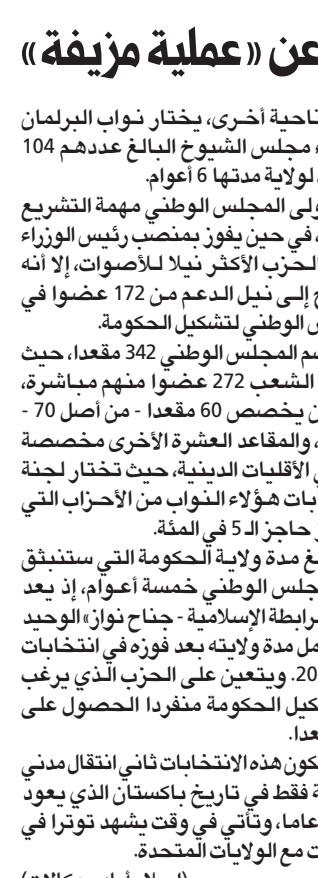 عن «عملية مزيفة»
ناحية أخرى، يختار نواب البرلمان
مجلس الشيوخ البالغ عددهم 104
لولاية مدتها 6 أعوام.
ولى المجلس الوطني مهمة التشريع
، في حين يفوز بمنصب رئيس الوزراء
الحزب الأكثر نيلا للأصوات، إلا أنه
إلى نيل الدعم من 172 عضوا في
الوطني لتشكيل الحكومة.
سم المجلس الوطني 342 مقعدا، حيث
الشعب 272 عضوا منهم مباشرة،
ن يخصص 60 مقعدا - من أصل 70 -
، والمقاعد العشرة الأخرى مخصصة
ي الأقليات الدينية، حيث تختار لجنة
بات هؤلاء النواب من الأحزاب التي
حاجز الـ 5 في المئة.
غ مدة ولاية الحكومة التي ستنبثق
جلس الوطني خمسة أعوام، إذ يعد
رابطة الإسلامية - جناح نواز» الوحيد
مل مدة ولايته بعد فوزه في انتخابات
20. ويتعين على الحزب الذي يرغب
كيل الحكومة منفردا الحصول على
عدا.
كون هذه الانتخابات ثاني انتقال مدني
ة فقط في تاريخ باكستان الذي يعود
عاما، وتأتي في وقت يشهد توترا في
ت مع الولايات المتحدة.